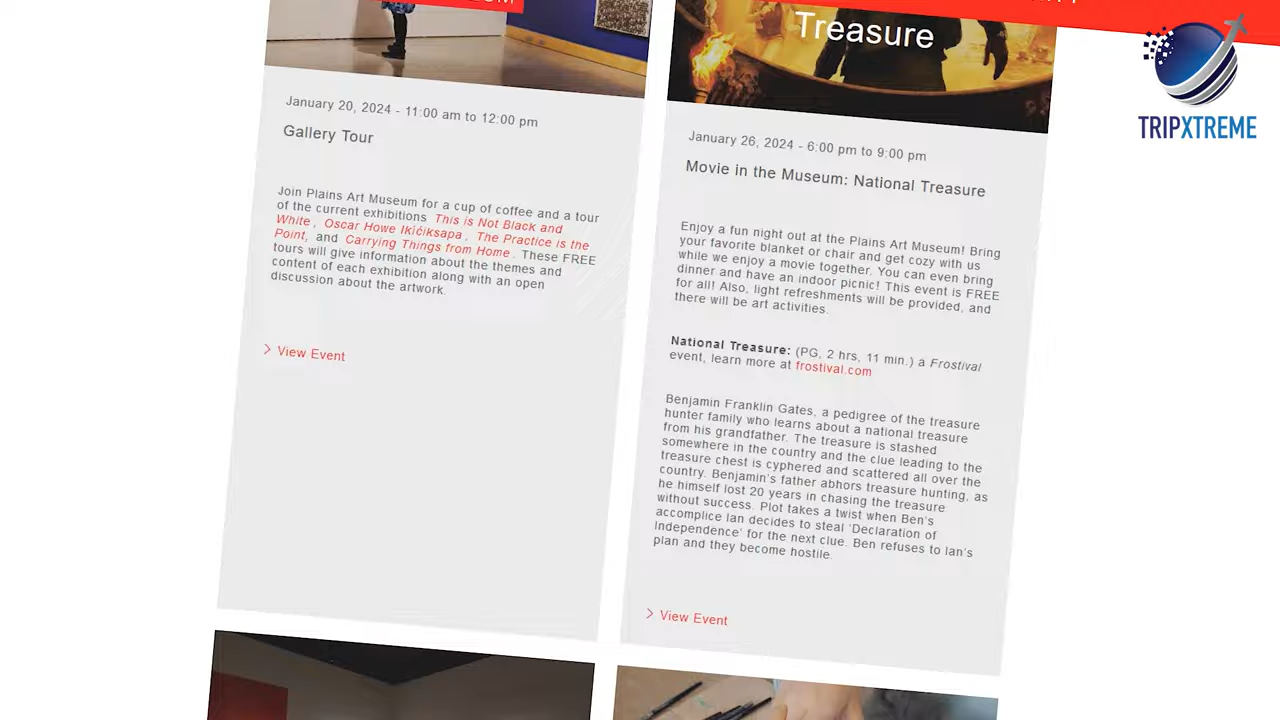 Treasure
TRIPXTREME
January 20, 2024 - 11:00 am to 12:00 pm
Gallery Tour
Join Plains Art Museum for a cup of coffee and a tour
of the current exhibitions This is Not Black and
White, Oscar Howe Ikíčiksapa, The Practice is the
Point, and Carrying Things from Home. These FREE
tours will give information about the themes and
content of each exhibition along with an open
discussion about the artwork.
> View Event
January 26, 2024 - 6:00 pm to 9:00 pm
Movie in the Museum: National Treasure
Enjoy a fun night out at the Plains Art Museum! Bring
your favorite blanket or chair and get cozy with us
while we enjoy a movie together. You can even bring
dinner and have an indoor picnic! This event is FREE
for all! Also, light refreshments will be provided, and
there will be art activities.
National Treasure: (PG, 2 hrs, 11 min.) a Frostival
event, learn more at frostival.com
Benjamin Franklin Gates, a pedigree of the treasure
hunter family who learns about a national treasure
from his grandfather. The treasure is stashed
somewhere in the country and the clue leading to the
treasure chest is cyphered and scattered all over the
country. Benjamin's father abhors treasure hunting, as
he himself lost 20 years in chasing the treasure
without success. Plot takes a twist when Ben's
accomplice Ian decides to steal 'Declaration of
Independence' for the next clue. Ben refuses to Ian's
plan and they become hostile.
> View Event